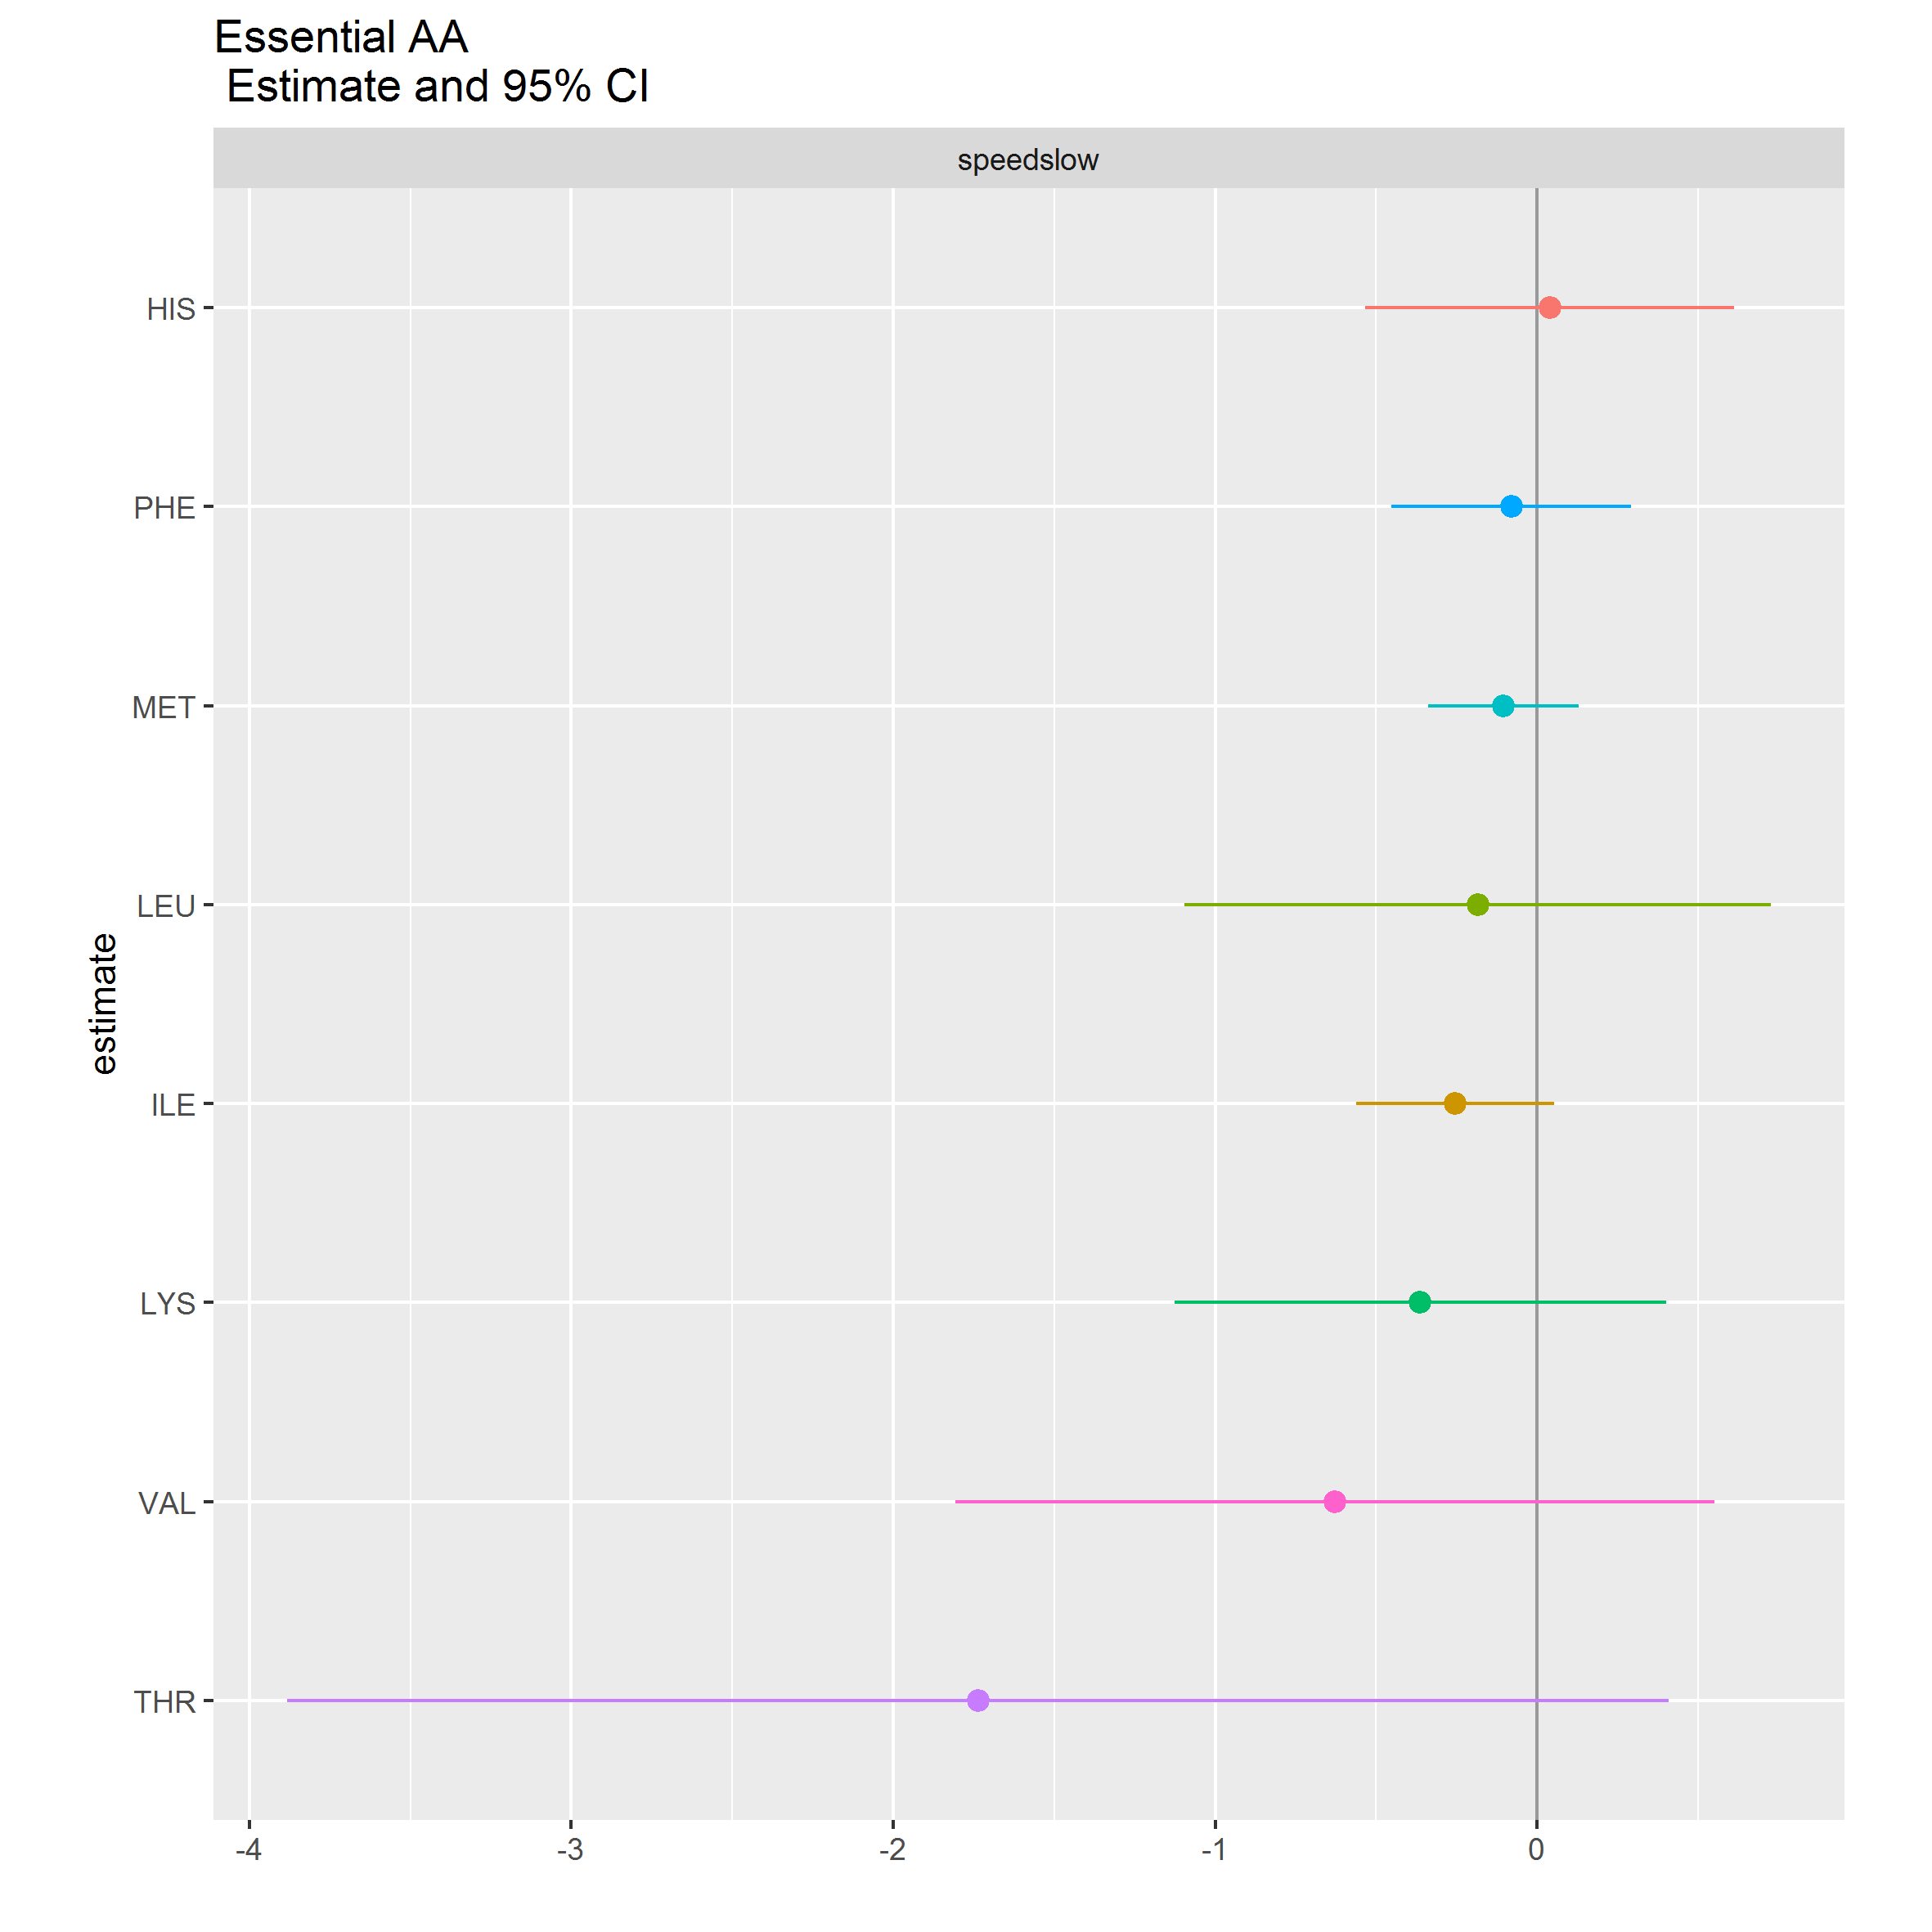 Essential AA
Estimate and 95% CI
speedslow
HIS
PHE
MET
LEU
ILE
LYS
VAL
THR
estimate
-4 -3 -2 -1 0